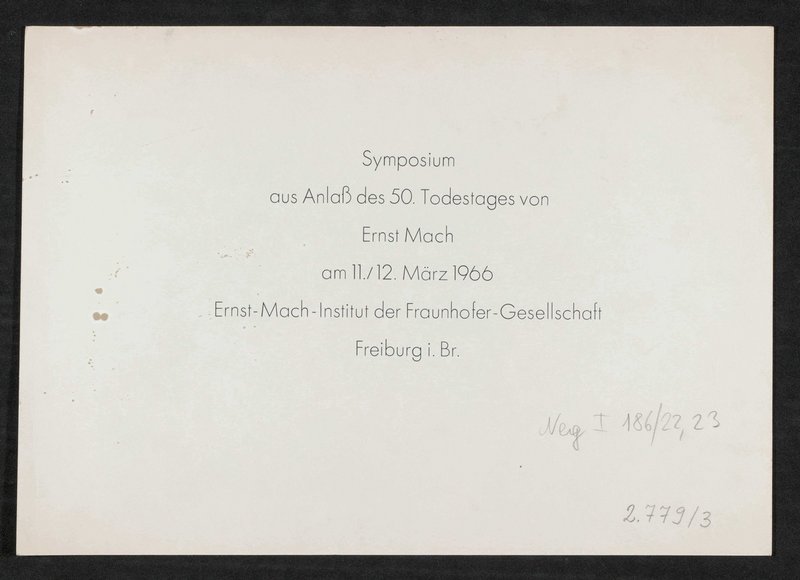 Symposium
aus Anlaß des 50. Todestages von
Ernst Mach
am 11./12. März 1966
Ernst-Mach-Institut der Fraunhofer-Gesellschaft
Freiburg i. Br.
Neg I 186/22, 23
2.779/3